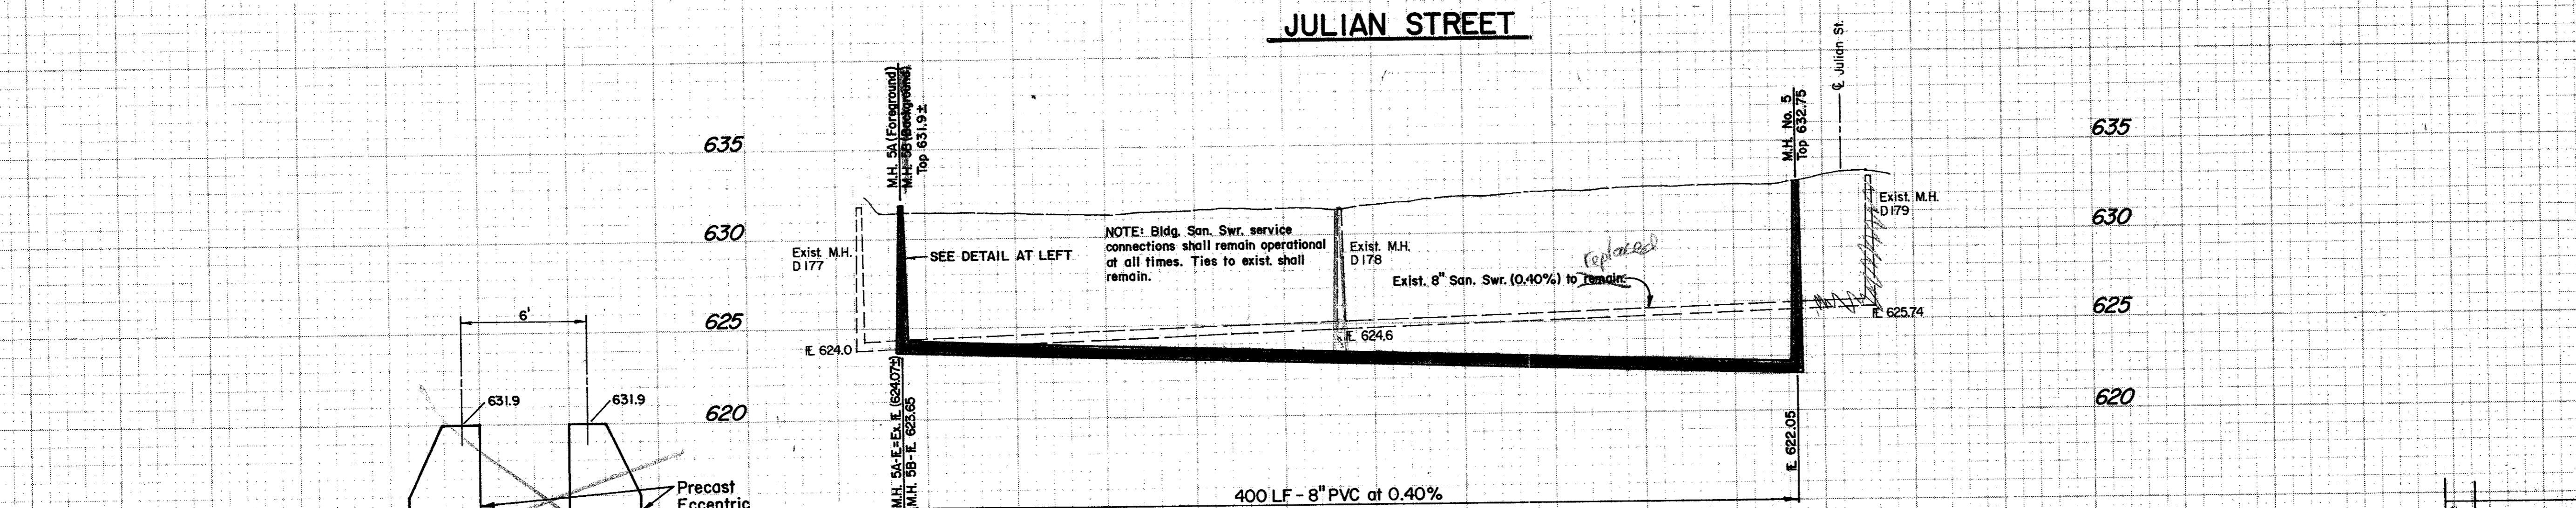 JULIAN STREET
M.H. 5A (Foreground)
M.H. 5B (Background)
Top 631.9±
M.H. No. 5
Top 632.75
℄ Julian St.
635
635
630
630
625
625
620
620
Exist. M.H.
D177
SEE DETAIL AT LEFT
NOTE: Bldg. San. Swr. service
connections shall remain operational
at all times. Ties to exist. shall
remain.
Exist. M.H.
D178
replaced
Exist. 8" San. Swr. (0.40%) to remain.
Exist. M.H.
D179
IE 625.74
IE 624.0
IE 624.6
6'
631.9
631.9
Precast
Eccentric
M.H. 5A-IE=Ex. IE (624.07±)
M.H. 5B-IE 623.65
IE 622.05
400 LF - 8" PVC at 0.40%